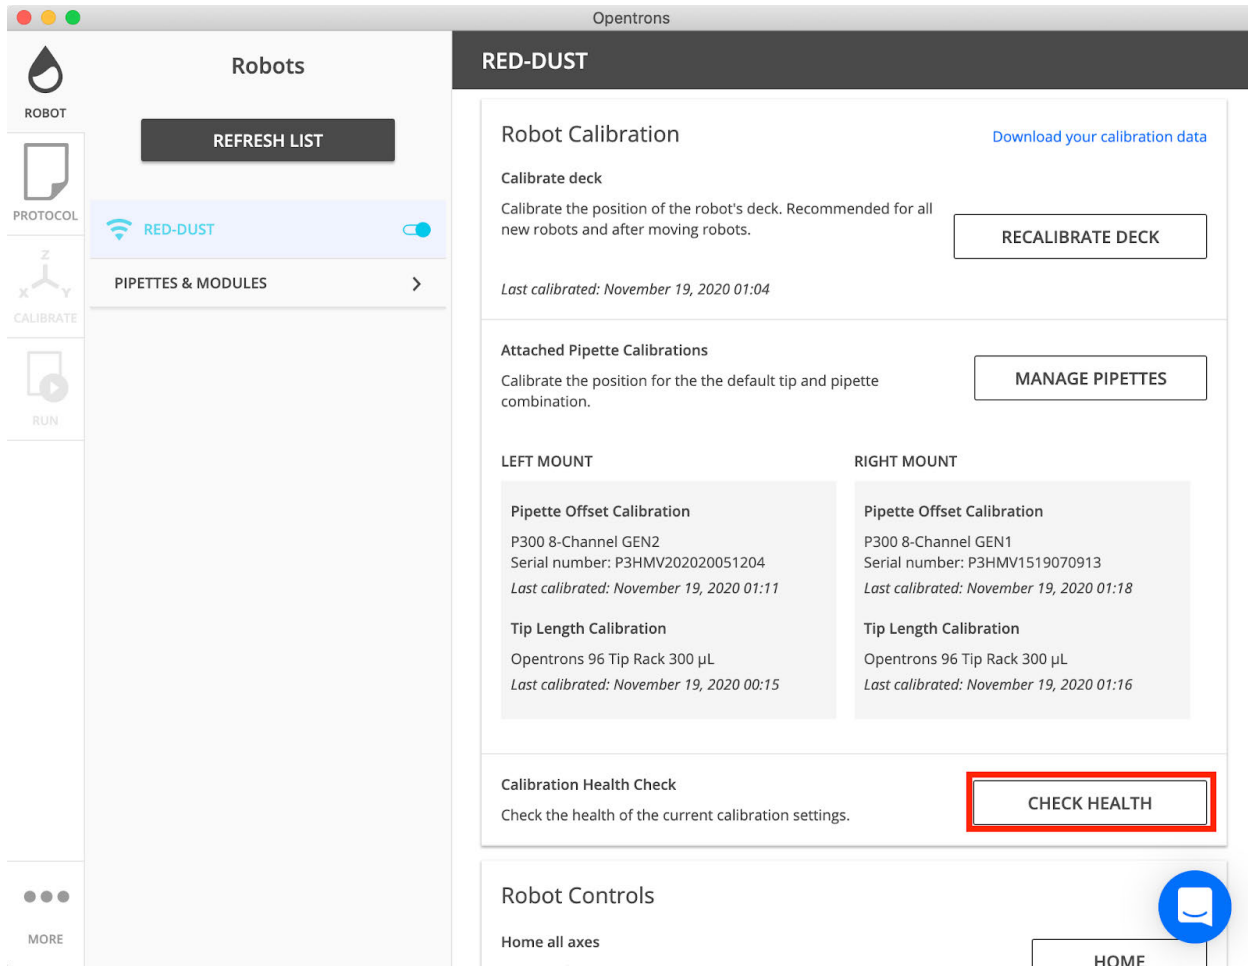 Opentrons
ROBOT
PROTOCOL
Z
X Y
CALIBRATE
RUN
MORE
Robots
REFRESH LIST
RED-DUST
PIPETTES & MODULES
RED-DUST
Robot Calibration
Download your calibration data
Calibrate deck
Calibrate the position of the robot's deck. Recommended for all
new robots and after moving robots.
RECALIBRATE DECK
Last calibrated: November 19, 2020 01:04
Attached Pipette Calibrations
Calibrate the position for the the default tip and pipette
combination.
MANAGE PIPETTES
LEFT MOUNT
Pipette Offset Calibration
P300 8-Channel GEN2
Serial number: P3HMV202020051204
Last calibrated: November 19, 2020 01:11
Tip Length Calibration
Opentrons 96 Tip Rack 300 µL
Last calibrated: November 19, 2020 00:15
RIGHT MOUNT
Pipette Offset Calibration
P300 8-Channel GEN1
Serial number: P3HMV1519070913
Last calibrated: November 19, 2020 01:18
Tip Length Calibration
Opentrons 96 Tip Rack 300 µL
Last calibrated: November 19, 2020 01:16
Calibration Health Check
Check the health of the current calibration settings.
CHECK HEALTH
Robot Controls
Home all axes
HOME